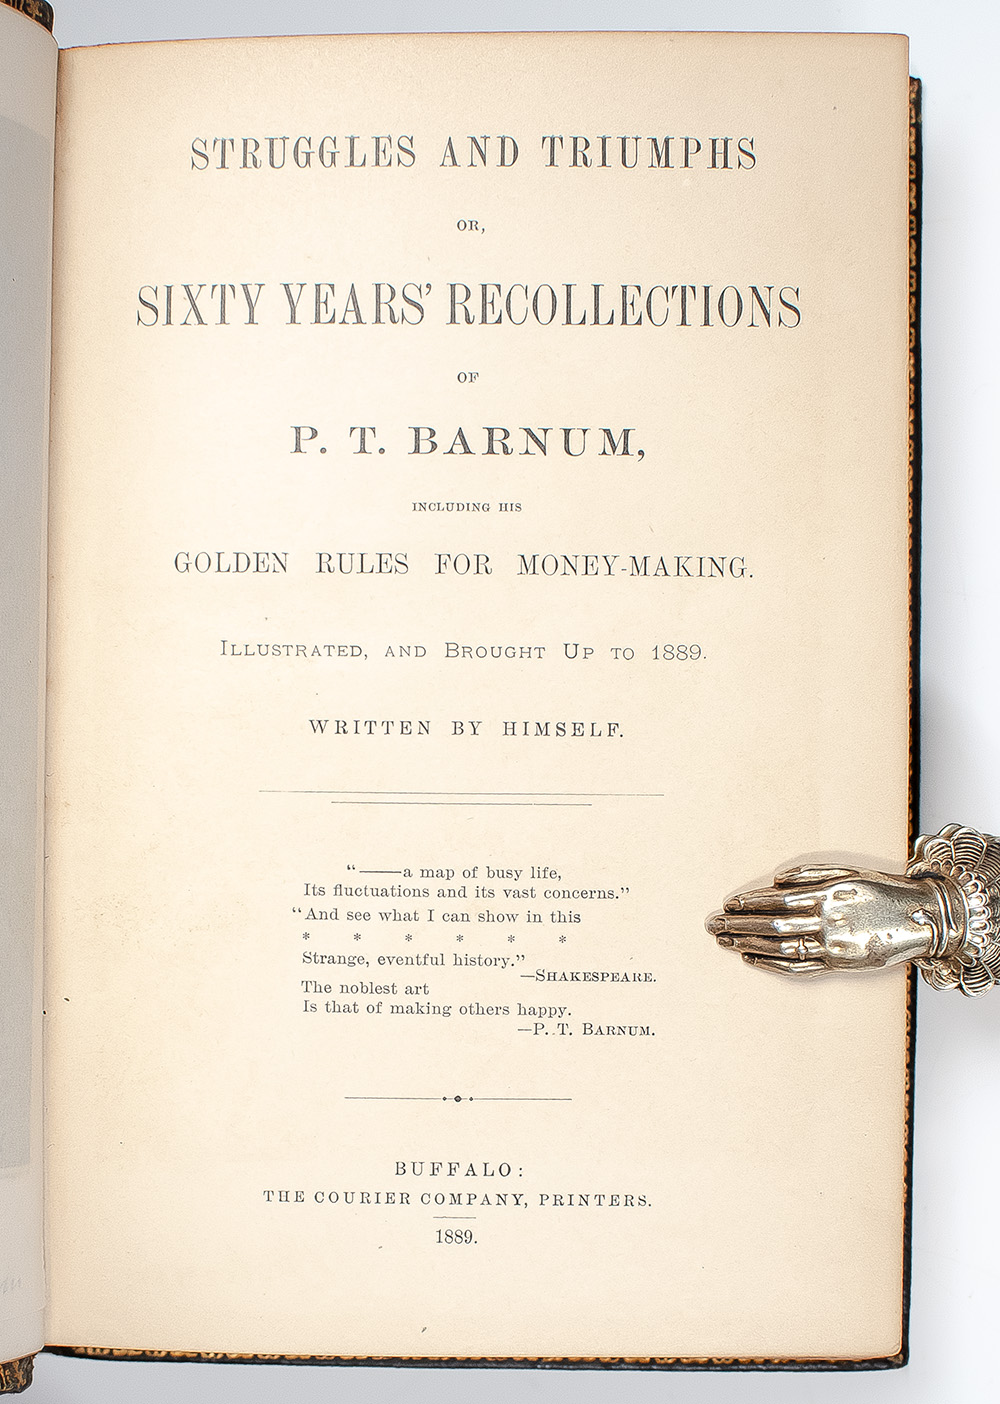 STRUGGLES AND TRIUMPHS
OR,
SIXTY YEARS' RECOLLECTIONS
OF
P. T. BARNUM,
INCLUDING HIS
GOLDEN RULES FOR MONEY-MAKING.
ILLUSTRATED, AND BROUGHT UP TO 1889.
WRITTEN BY HIMSELF.
"——a map of busy life,
Its fluctuations and its vast concerns."
"And see what I can show in this
* * * * * *
Strange, eventful history."
—SHAKESPEARE.
The noblest art
Is that of making others happy.
—P. T. BARNUM.
BUFFALO:
THE COURIER COMPANY, PRINTERS.
1889.